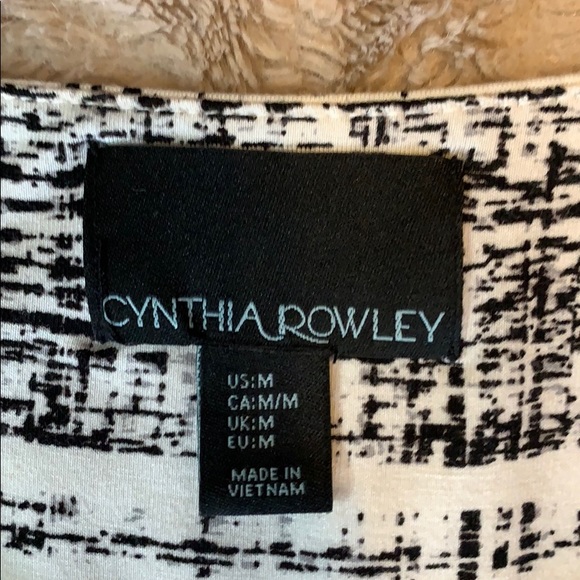 CYNTHIA ROWLEY
US:M
CA:M/M
UK:M
EU:M
MADE IN
VIETNAM